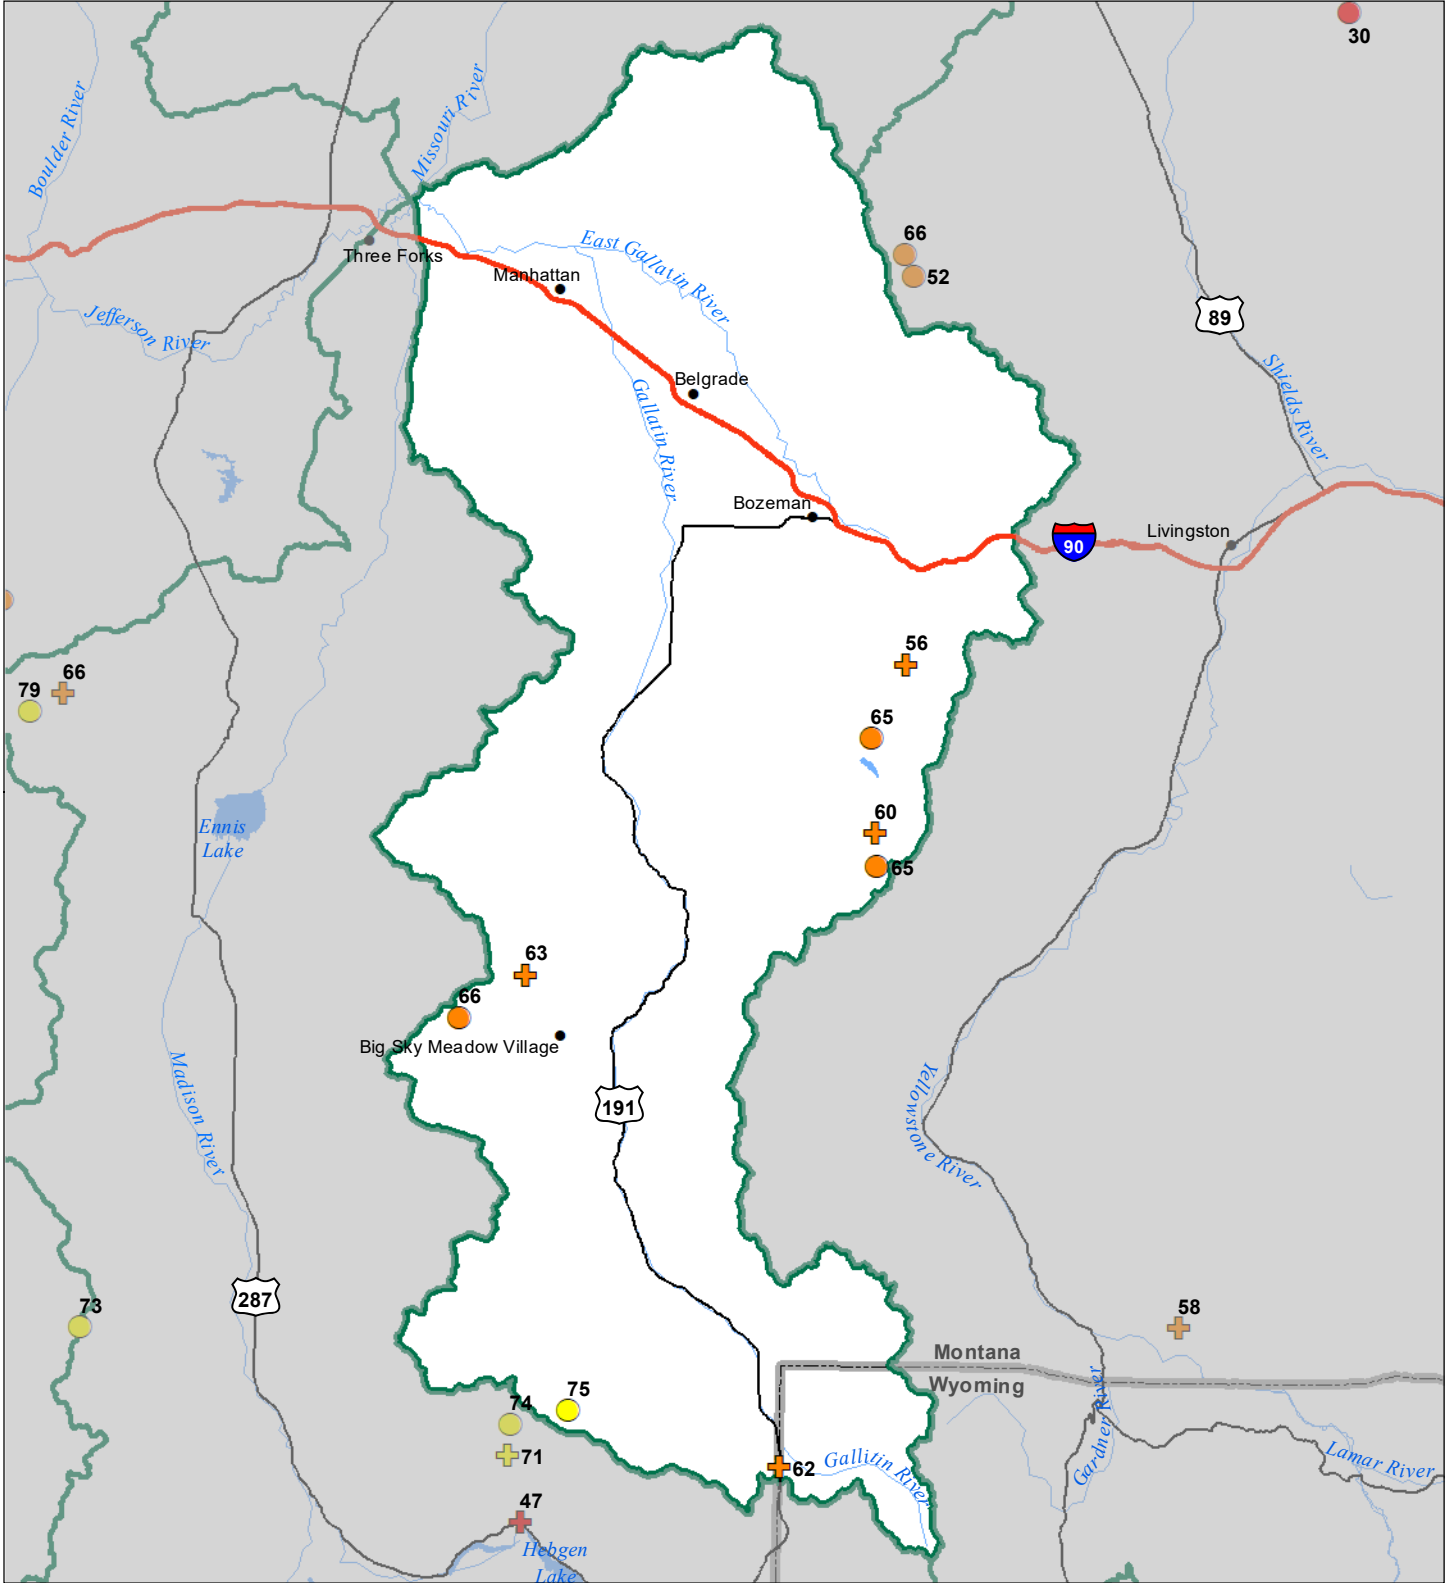 30
Boulder River
Missouri River
66
52
East Gallatin River
Three Forks
Manhattan
89
Jefferson River
Shields River
Belgrade
Gallatin River
Bozeman
Livingston
90
56
66
79
65
60
65
Ennis
Lake
63
66
Big Sky Meadow Village
Madison River
191
Yellowstone River
287
73
58
Montana
Wyoming
75
74
71
62
Gallitin River
Gardner River
Lamar River
47
Hebgen
Lake